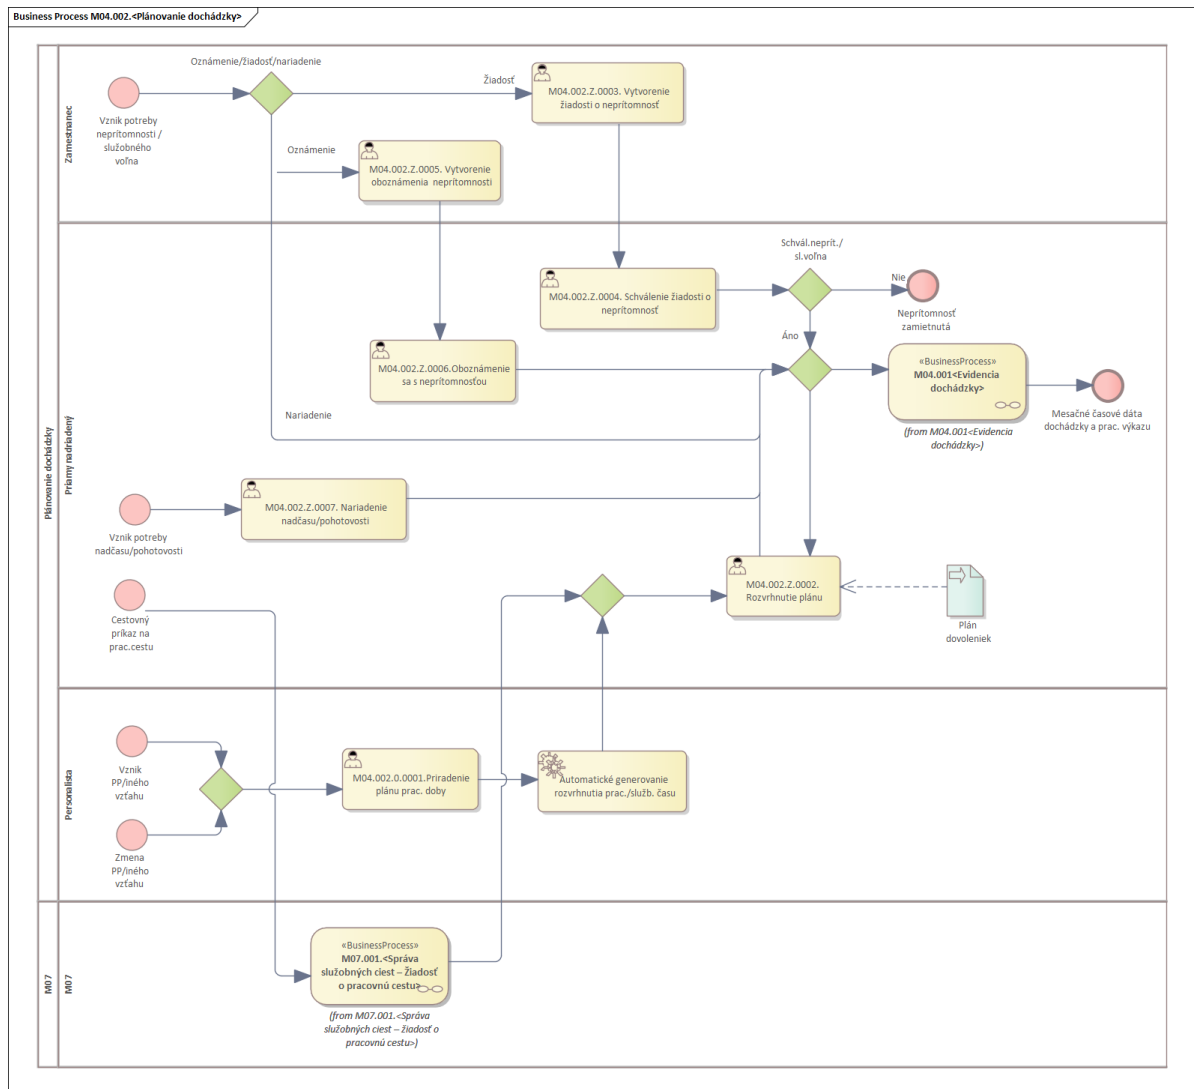 Business Process M04.002.<Plánovanie dochádzky>
Plánovanie dochádzky
Zamestnanec
Oznámenie/žiadosť/nariadenie
Vznik potreby
neprítomnosti /
služobného
voľna
Žiadosť
M04.002.Z.0003. Vytvorenie
žiadosti o neprítomnosť
Oznámenie
M04.002.Z.0005. Vytvorenie
oboznámenia  neprítomnosti
Priamy nadriadený
Schvál.neprít./
sl.voľna
M04.002.Z.0004. Schválenie žiadosti o
neprítomnosť
Nie
Neprítomnosť
zamietnutá
Áno
M04.002.Z.0006.Oboznámenie
sa s neprítomnosťou
«BusinessProcess»
M04.001<Evidencia
dochádzky>
(from M04.001<Evidencia
dochádzky>)
Mesačné časové dáta
dochádzky a prac. výkazu
Nariadenie
M04.002.Z.0007. Nariadenie
nadčasu/pohotovosti
Vznik potreby
nadčasu/pohotovosti
Cestovný
príkaz na
prac.cestu
M04.002.Z.0002.
Rozvrhnutie plánu
Plán
dovoleniek
Personalista
Vznik
PP/iného
vzťahu
M04.002.0.0001.Priradenie
plánu prac. doby
Automatické generovanie
rozvrhnutia prac./služb. času
Zmena
PP/iného
vzťahu
M07
M07
«BusinessProcess»
M07.001.<Správa
služobných ciest – Žiadosť
o pracovnú cestu>
(from M07.001.<Správa
služobných ciest – žiadosť o
pracovnú cestu>)